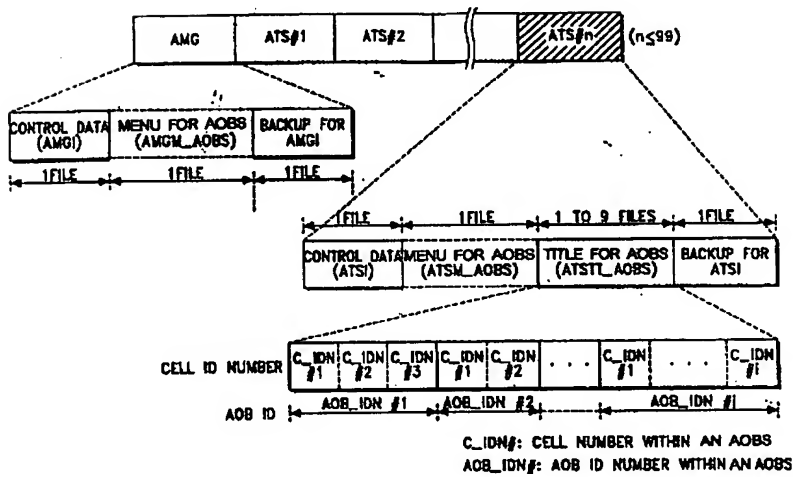 AMG ATS#1 ATS#2 ATS#n (n≤99)
CONTROL DATA (AMGI) MENU FOR AOBS (AMGM_AOBS) BACKUP FOR AMGI
1FILE 1FILE 1FILE
1FILE 1FILE 1 TO 9 FILES 1FILE
CONTROL DATA (ATSI) MENU FOR AOBS (ATSM_AOBS) TITLE FOR AOBS (ATSTT_AOBS) BACKUP FOR ATSI
CELL ID NUMBER C_IDN #1 C_IDN #2 C_IDN #3 C_IDN #1 C_IDN #2 . . . C_IDN #1 . . . C_IDN #i
AOB ID AOB_IDN #1 AOB_IDN #2 AOB_IDN #i
C_IDN#: CELL NUMBER WITHIN AN AOBS
AOB_IDN#: AOB ID NUMBER WITHIN AN AOBS